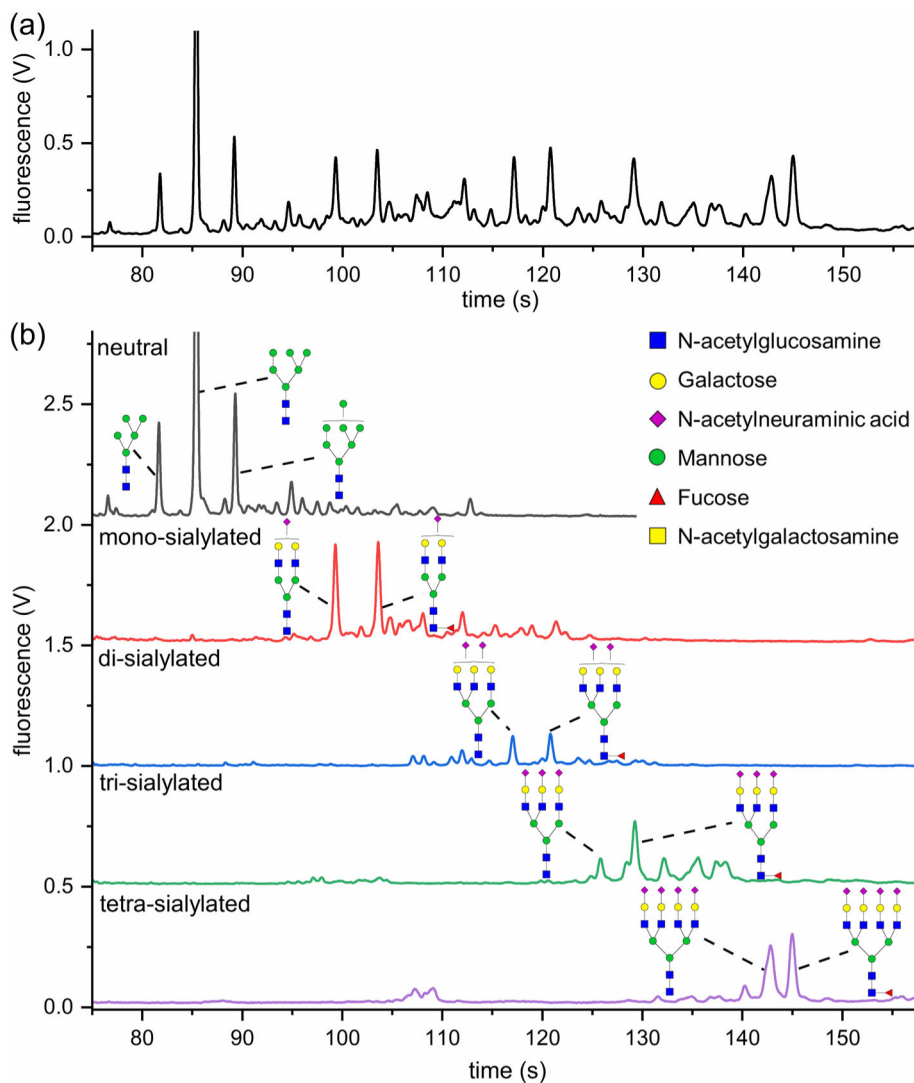 (a)
1.0
0.5
0.0
fluorescence (V)
80 90 100 110 120 130 140 150
time (s)
(b)
neutral
N-acetylglucosamine
Galactose
N-acetylneuraminic acid
Mannose
Fucose
N-acetylgalactosamine
2.5
2.0
mono-sialylated
1.5
di-sialylated
fluorescence (V)
1.0
tri-sialylated
0.5
tetra-sialylated
0.0
80 90 100 110 120 130 140 150
time (s)